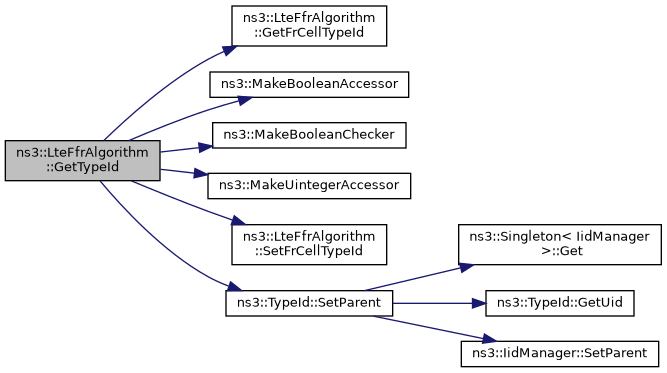 ns3::LteFfrAlgorithm
::GetTypeId
ns3::LteFfrAlgorithm
::GetFrCellTypeId
ns3::MakeBooleanAccessor
ns3::MakeBooleanChecker
ns3::MakeUintegerAccessor
ns3::LteFfrAlgorithm
::SetFrCellTypeId
ns3::TypeId::SetParent
ns3::Singleton< IidManager
>::Get
ns3::TypeId::GetUid
ns3::IidManager::SetParent